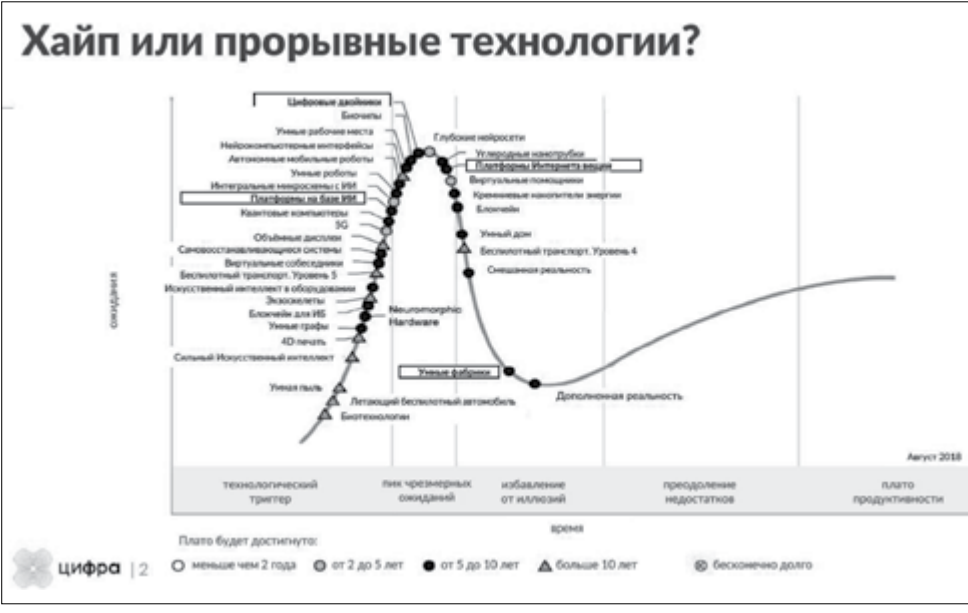 Хайп или прорывные технологии?
Цифровые двойники
Биочипы
Умные рабочие места
Нейрокомпьютерные интерфейсы
Автономные мобильные роботы
Умные роботы
Интегральные микросхемы с ИИ
Платформы на базе ИИ
Квантовые компьютеры
5G
Объёмные дисплеи
Самовосстанавливающиеся системы
Виртуальные собеседники
Беспилотный транспорт. Уровень 5
Искусственный интеллект в оборудовании
Экзоскелеты
Блокчейн для ИБ
Умные графы
4D печать
Сильный Искусственный интеллект
Умная пыль
Летающий беспилотный автомобиль
Биотехнологии
Neuromorphic
Hardware
Глубокие нейросети
Углеродные нанотрубки
Платформы Интернета вещей
Виртуальные помощники
Кремниевые накопители энергии
Блокчейн
Умный дом
Беспилотный транспорт. Уровень 4
Смешанная реальность
Умные фабрики
Дополненная реальность
ожидания
Август 2018
технологический
триггер
пик чрезмерных
ожиданий
избавление
от иллюзий
преодоление
недостатков
плато
продуктивности
время
Плато будет достигнуто:
меньше чем 2 года
от 2 до 5 лет
от 5 до 10 лет
больше 10 лет
бесконечно долго
цифра | 2